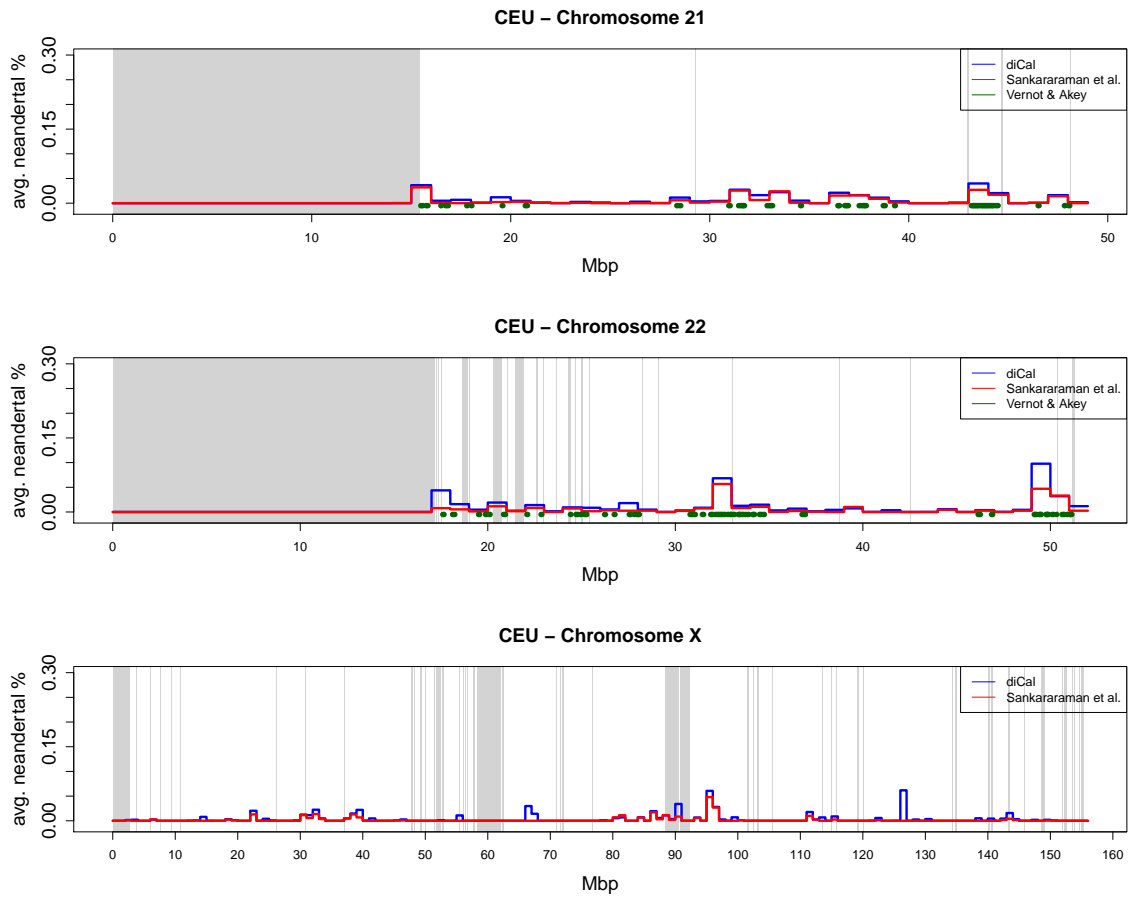 CEU – Chromosome 21
avg. neandertal %
0.00 0.15 0.30
diCal
Sankararaman et al.
Vernot & Akey
0 10 20 30 40 50
Mbp
CEU – Chromosome 22
avg. neandertal %
0.00 0.15 0.30
diCal
Sankararaman et al.
Vernot & Akey
0 10 20 30 40 50
Mbp
CEU – Chromosome X
avg. neandertal %
0.00 0.15 0.30
diCal
Sankararaman et al.
0 10 20 30 40 50 60 70 80 90 100 110 120 130 140 150 160
Mbp